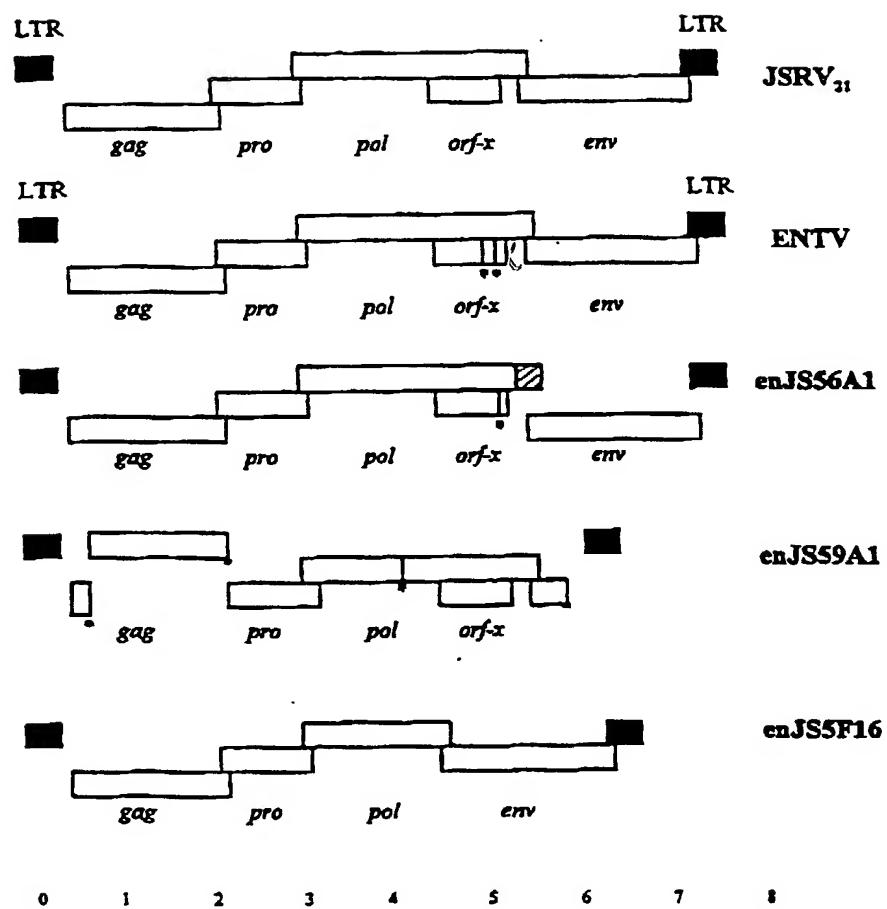 LTR LTR
JSRV₂₁
gag pro pol orf-x env
LTR LTR
ENTV
gag pro pol orf-x env
enJS56A1
gag pro pol orf-x env
enJS59A1
gag pro pol orf-x
enJS5F16
gag pro pol env
0 1 2 3 4 5 6 7 8